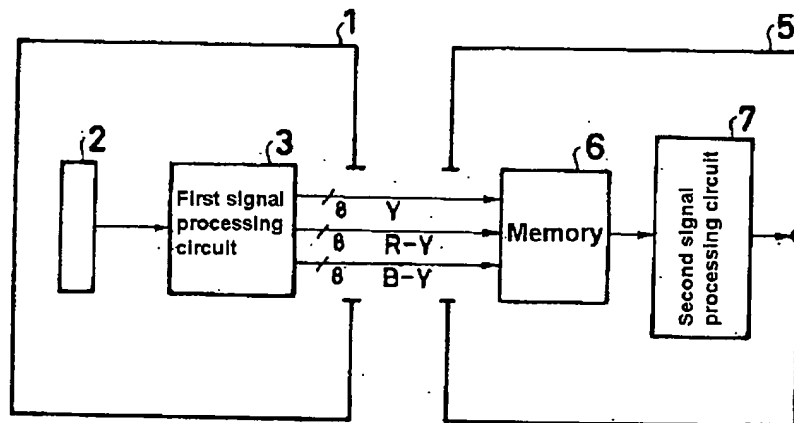 1
5
2
3
6
7
First signal
processing
circuit
8 Y
8 R-Y
8 B-Y
Memory
Second signal
processing circuit